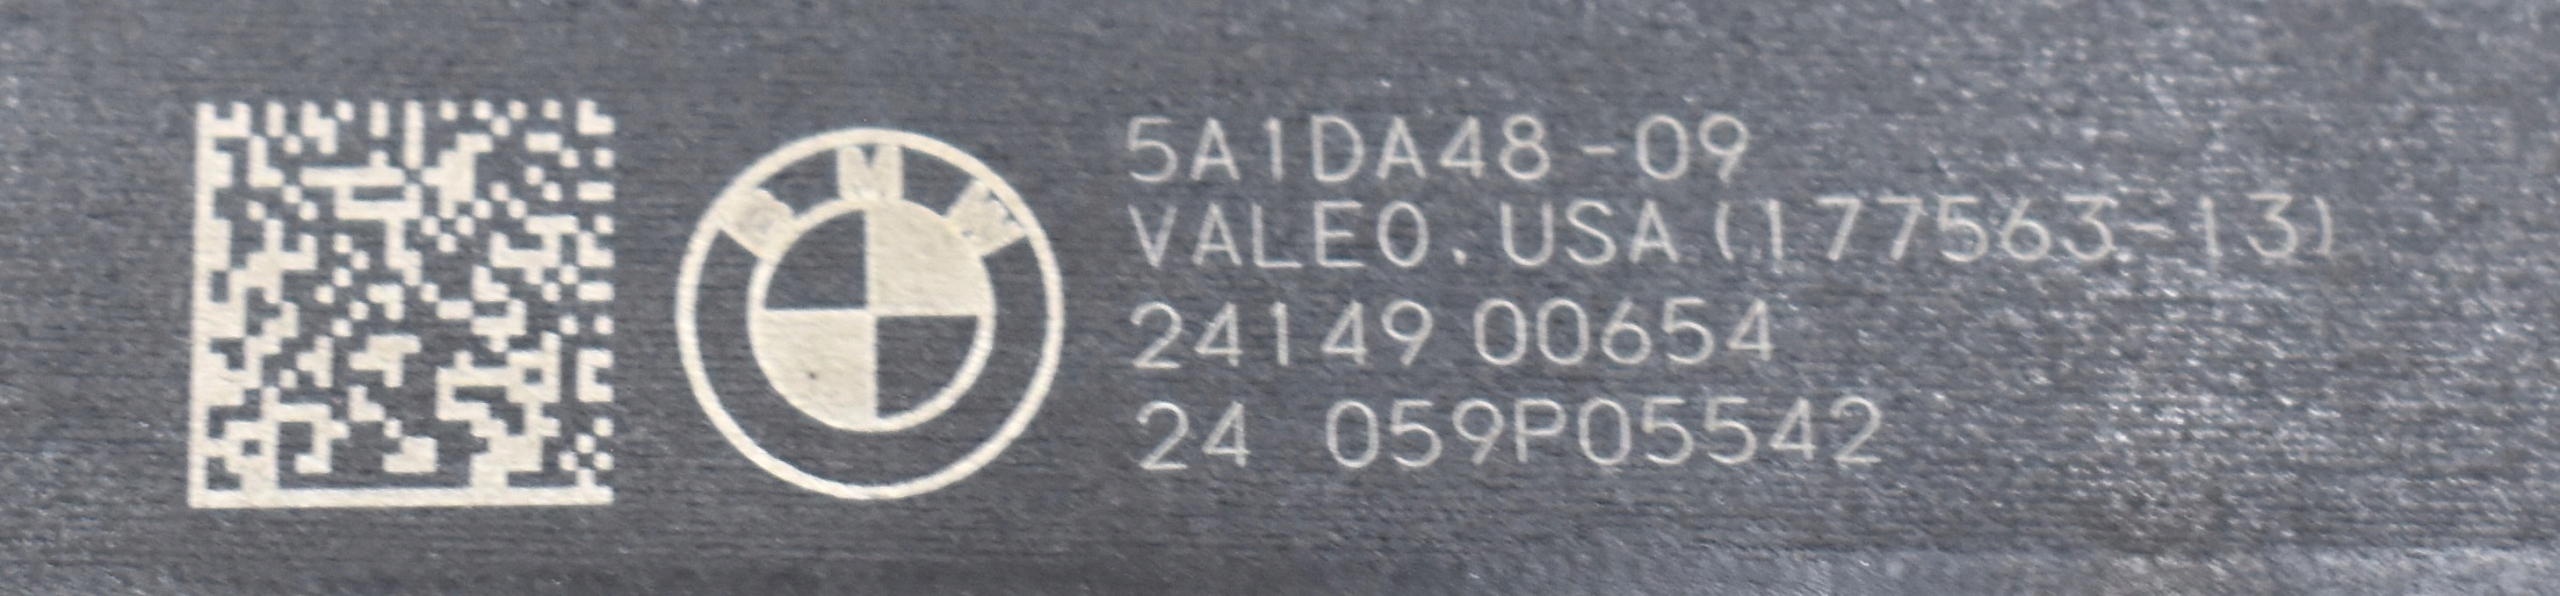 BMW
5A1DA48-09
VALEO.USA(177563-13)
24149 00654
24 059P05542